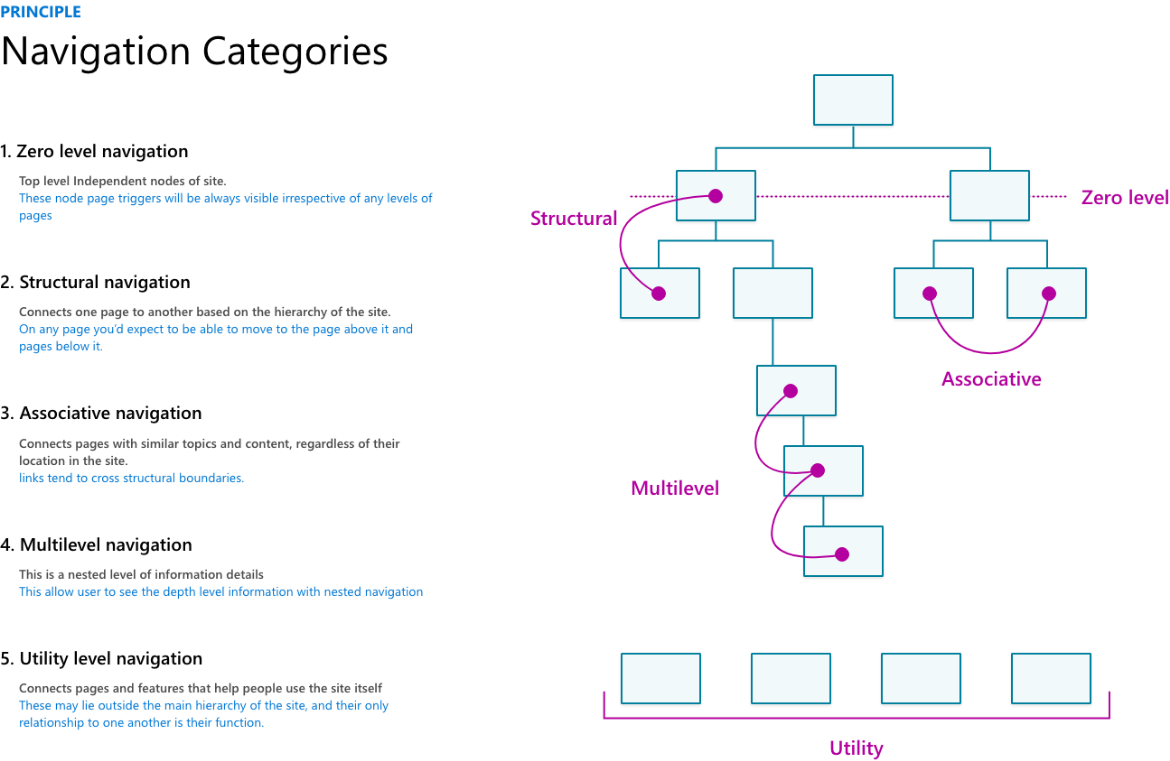 PRINCIPLE
Navigation Categories
1. Zero level navigation
Top level Independent nodes of site.
These node page triggers will be always visible irrespective of any levels of
pages
2. Structural navigation
Connects one page to another based on the hierarchy of the site.
On any page you'd expect to be able to move to the page above it and
pages below it.
3. Associative navigation
Connects pages with similar topics and content, regardless of their
location in the site.
links tend to cross structural boundaries.
4. Multilevel navigation
This is a nested level of information details
This allow user to see the depth level information with nested navigation
5. Utility level navigation
Connects pages and features that help people use the site itself
These may lie outside the main hierarchy of the site, and their only
relationship to one another is their function.
Zero level
Structural
Associative
Multilevel
Utility